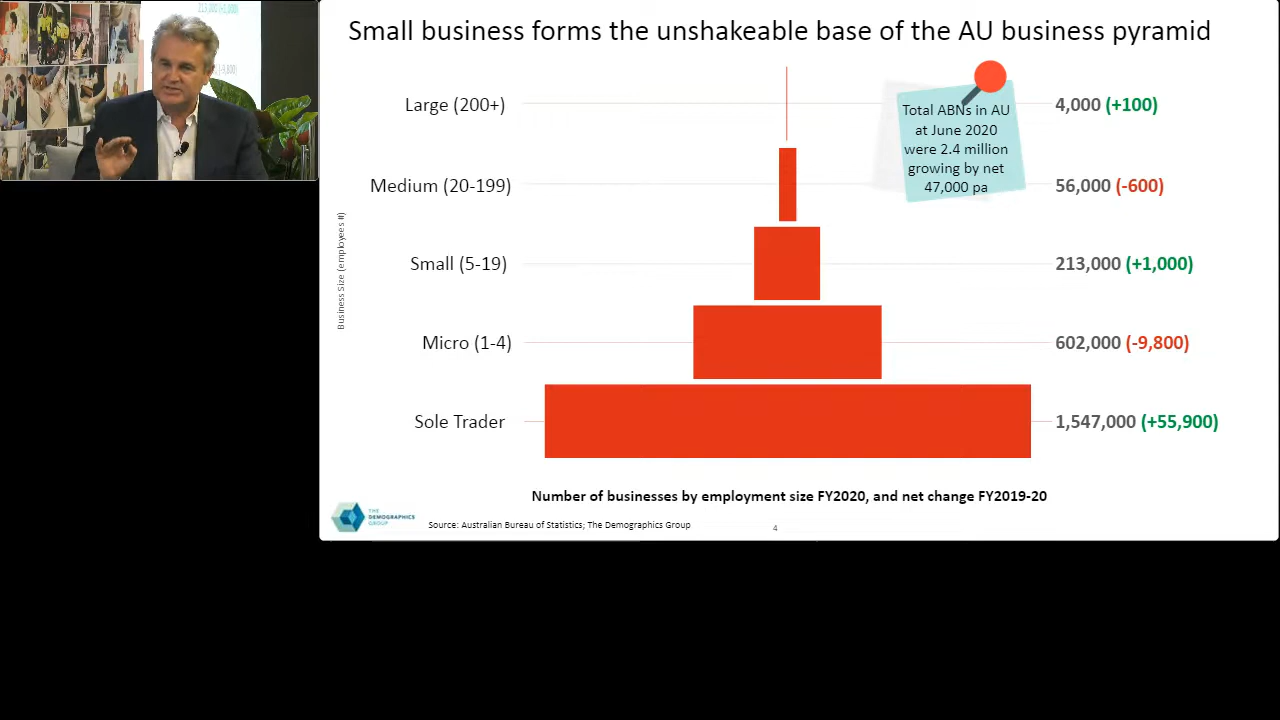 Small business forms the unshakeable base of the AU business pyramid
Large (200+)
4,000 (+100)
Total ABNs in AU
at June 2020
were 2.4 million
growing by net
47,000 pa
Medium (20-199)
56,000 (-600)
Business Size (employees #)
Small (5-19)
213,000 (+1,000)
Micro (1-4)
602,000 (-9,800)
Sole Trader
1,547,000 (+55,900)
Number of businesses by employment size FY2020, and net change FY2019-20
THE
DEMOGRAPHICS
GROUP
Source: Australian Bureau of Statistics; The Demographics Group
4